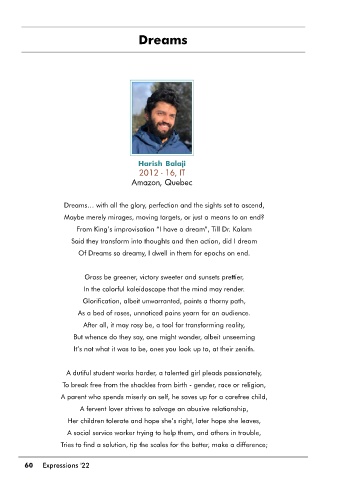 Dreams
Harish Balaji
2012 - 16, IT
Amazon, Quebec
Dreams... with all the glory, perfection and the sights set to ascend,
Maybe merely mirages, moving targets, or just a means to an end?
From King's improvisation "I have a dream", Till Dr. Kalam
Said they transform into thoughts and then action, did I dream
Of Dreams so dreamy, I dwell in them for epochs on end.
Grass be greener, victory sweeter and sunsets prettier,
In the colorful kaleidoscope that the mind may render.
Glorification, albeit unwarranted, paints a thorny path,
As a bed of roses, unnoticed pains yearn for an audience.
After all, it may rosy be, a tool for transforming reality,
But whence do they say, one might wonder, albeit unseeming
It's not what it was to be, ones you look up to, at their zenith.
A dutiful student works harder, a talented girl pleads passionately,
To break free from the shackles from birth - gender, race or religion,
A parent who spends miserly on self, he saves up for a carefree child,
A fervent lover strives to salvage an abusive relationship,
Her children tolerate and hope she's right, later hope she leaves,
A social service worker trying to help them, and others in trouble,
Tries to find a solution, tip the scales for the better, make a difference;
60 Expressions '22